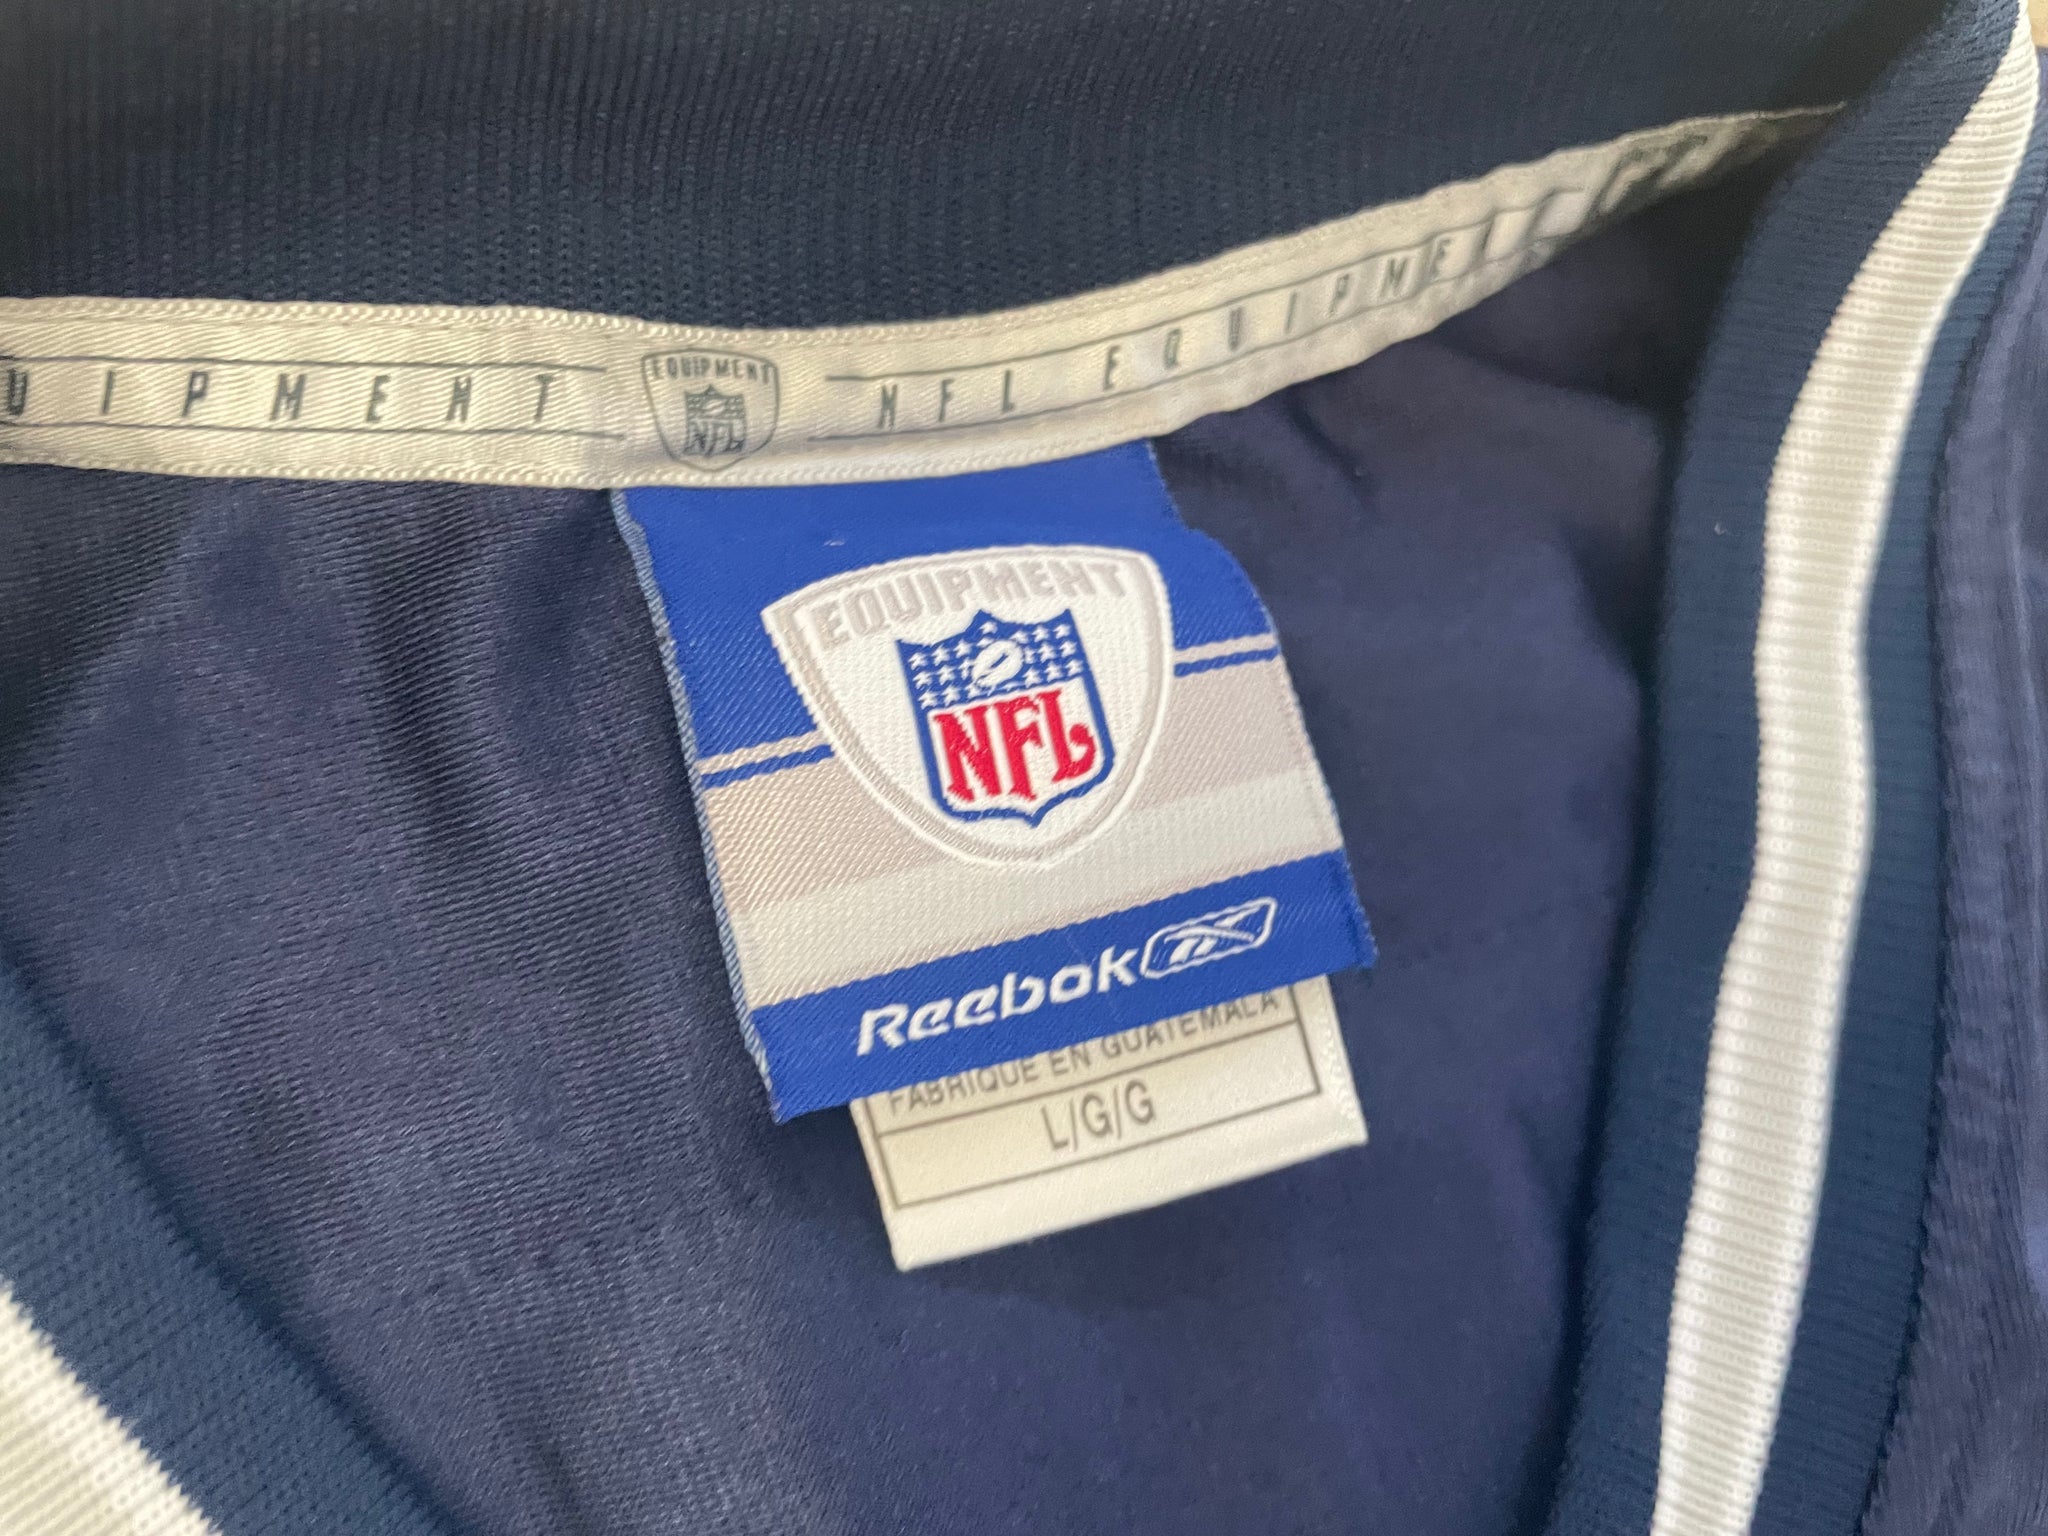 UIPMENT
EQUIPMENT
NFL
NFL EQUIPMENT
EQUIPMENT
NFL
Reebok
FABRIQUE EN GUATEMALA
L/G/G